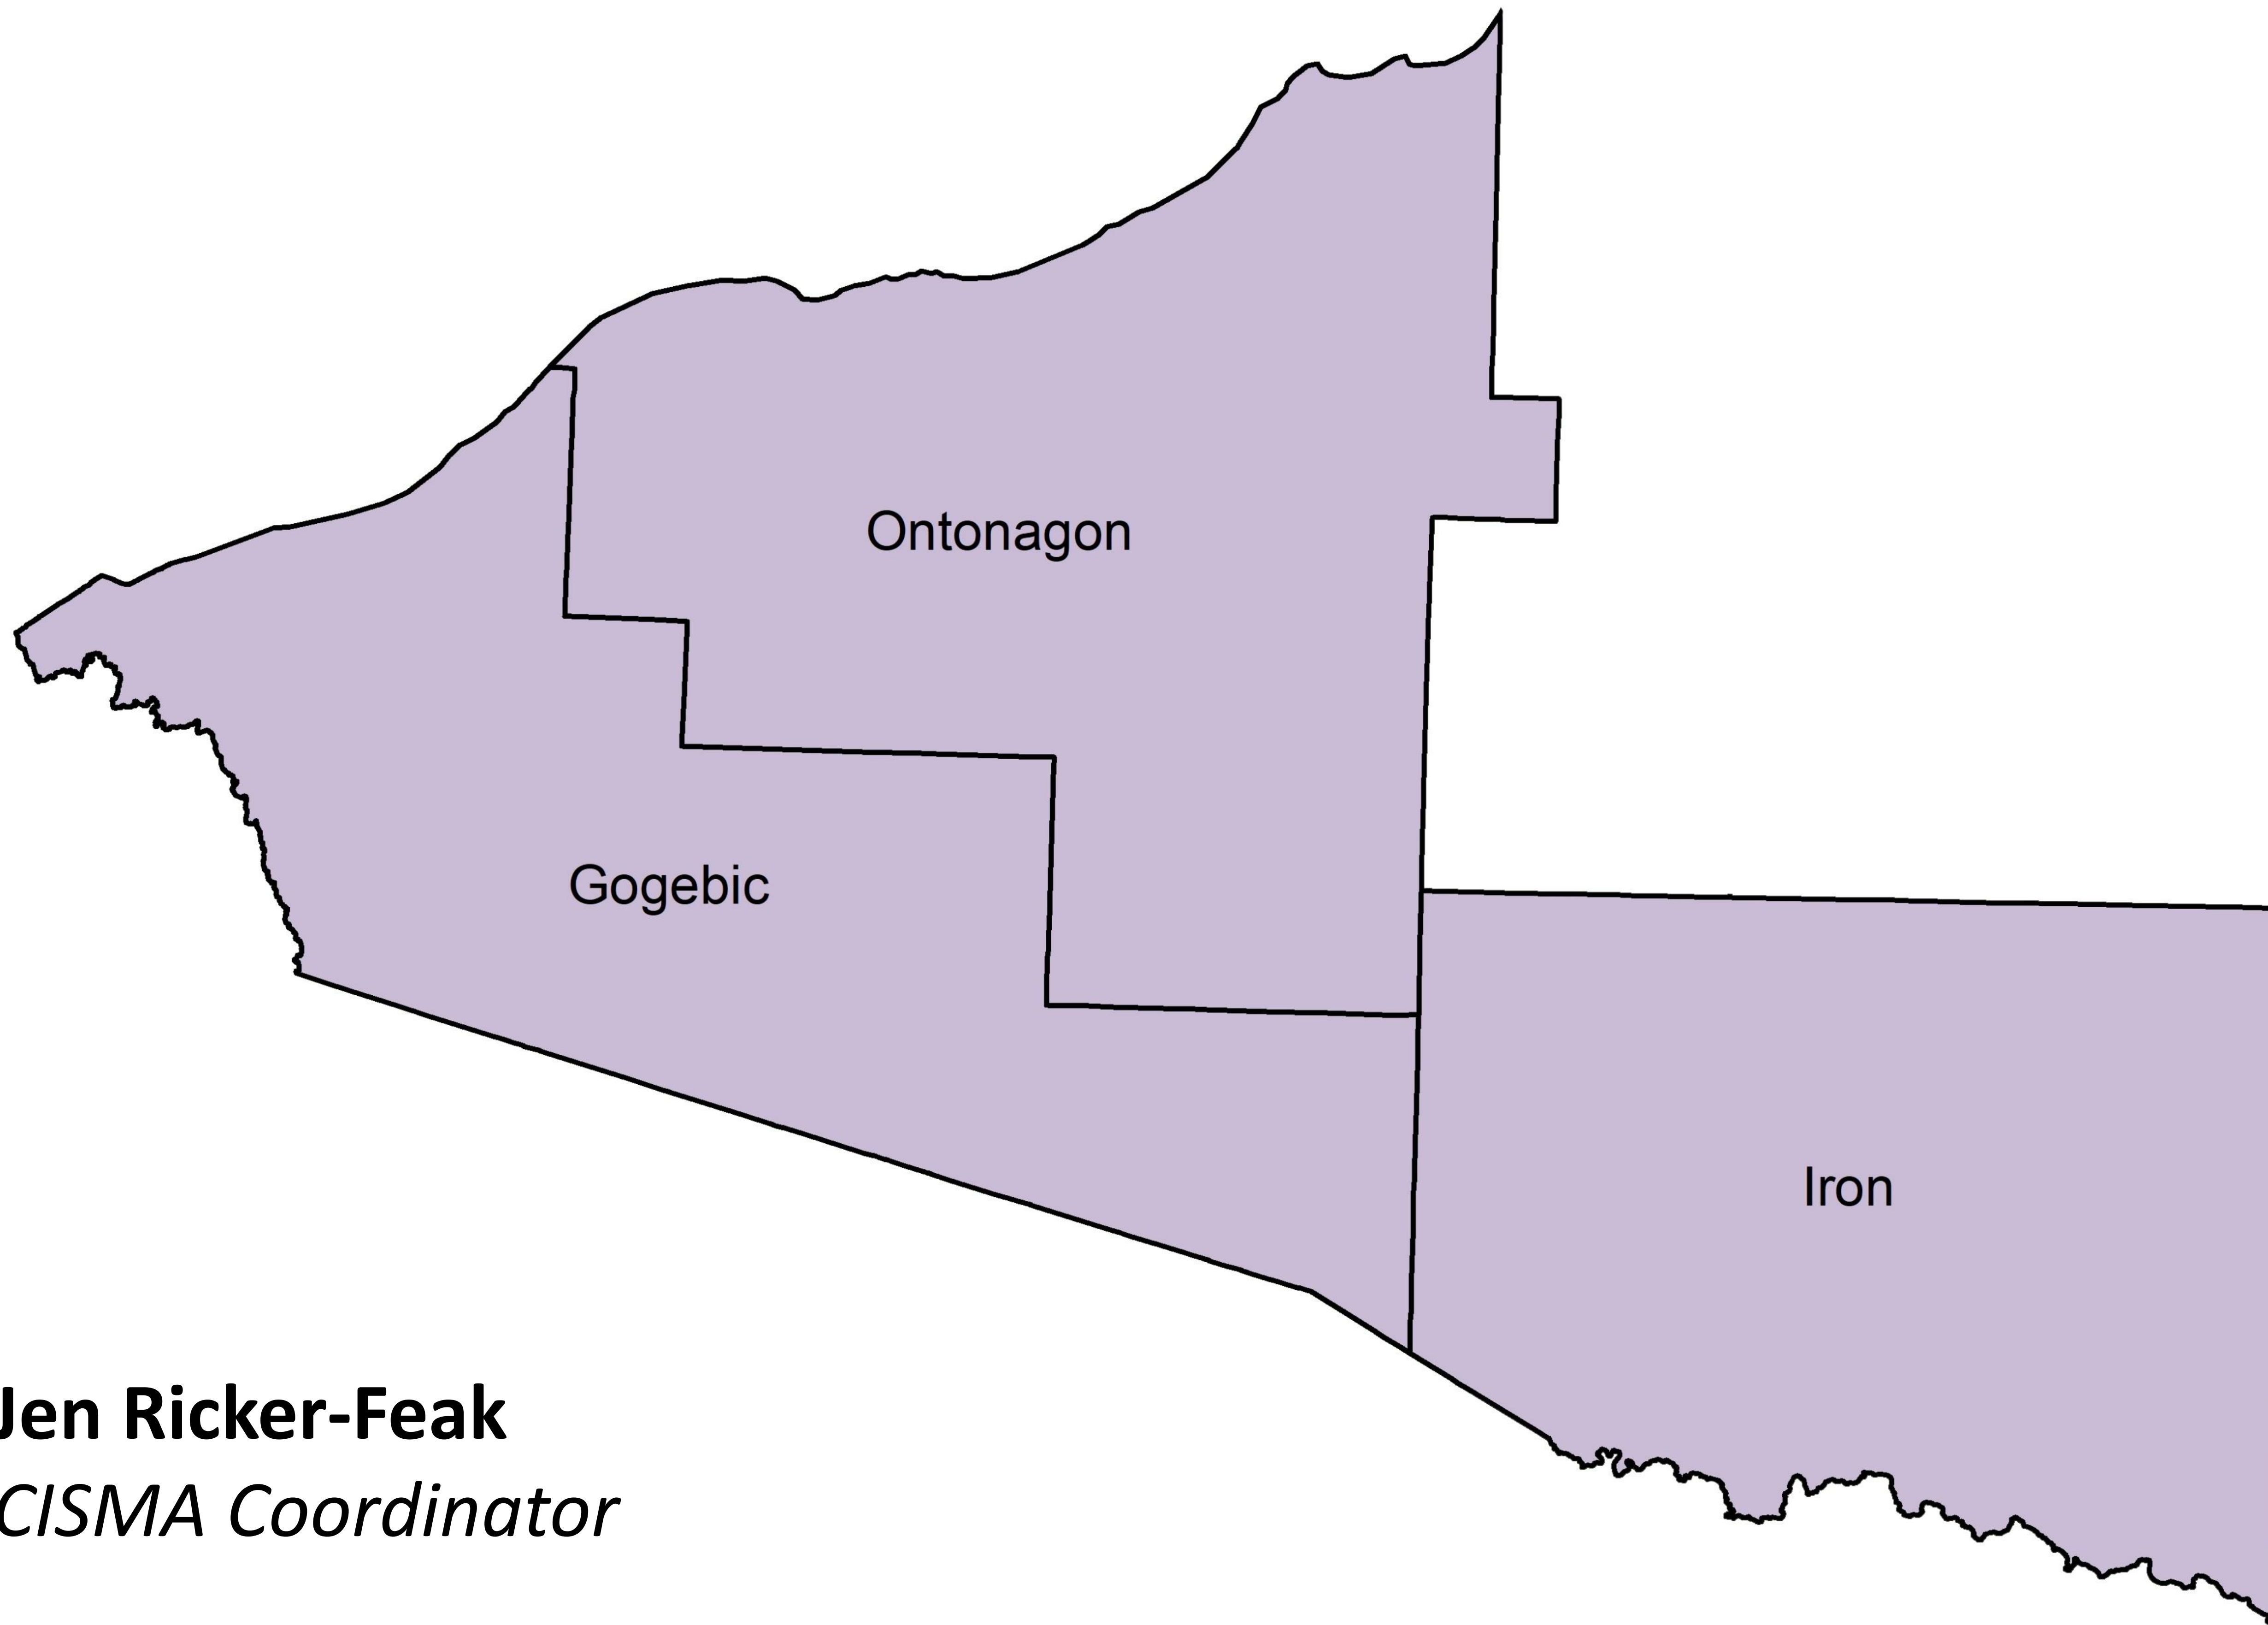 Ontonagon
Gogebic
Iron
Jen Ricker-Feak
CISMA Coordinator